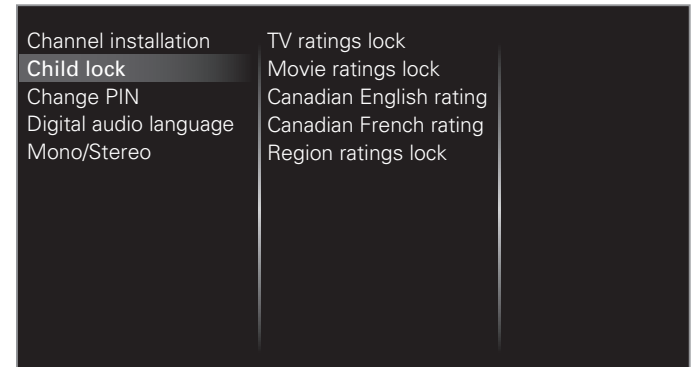 Channel installation
Child lock
Change PIN
Digital audio language
Mono/Stereo
TV ratings lock
Movie ratings lock
Canadian English rating
Canadian French rating
Region ratings lock